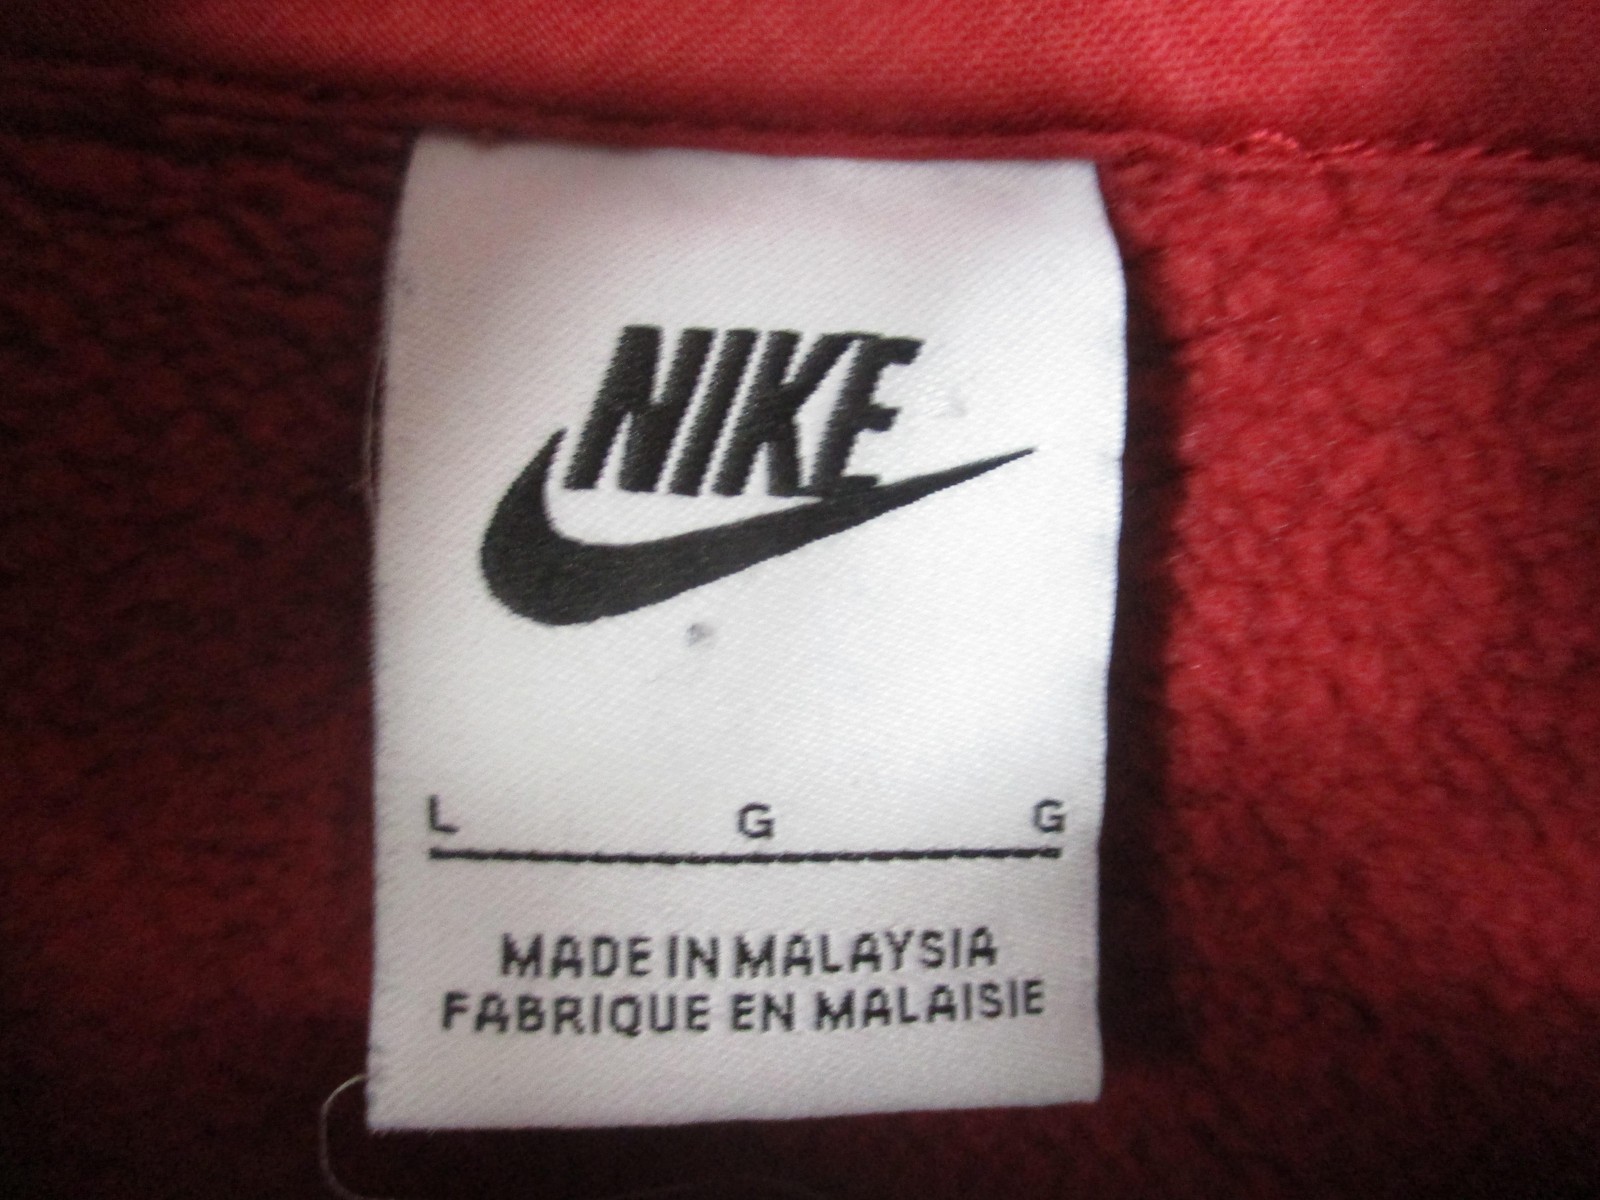 NIKE
L G G
MADE IN MALAYSIA
FABRIQUE EN MALAISIE